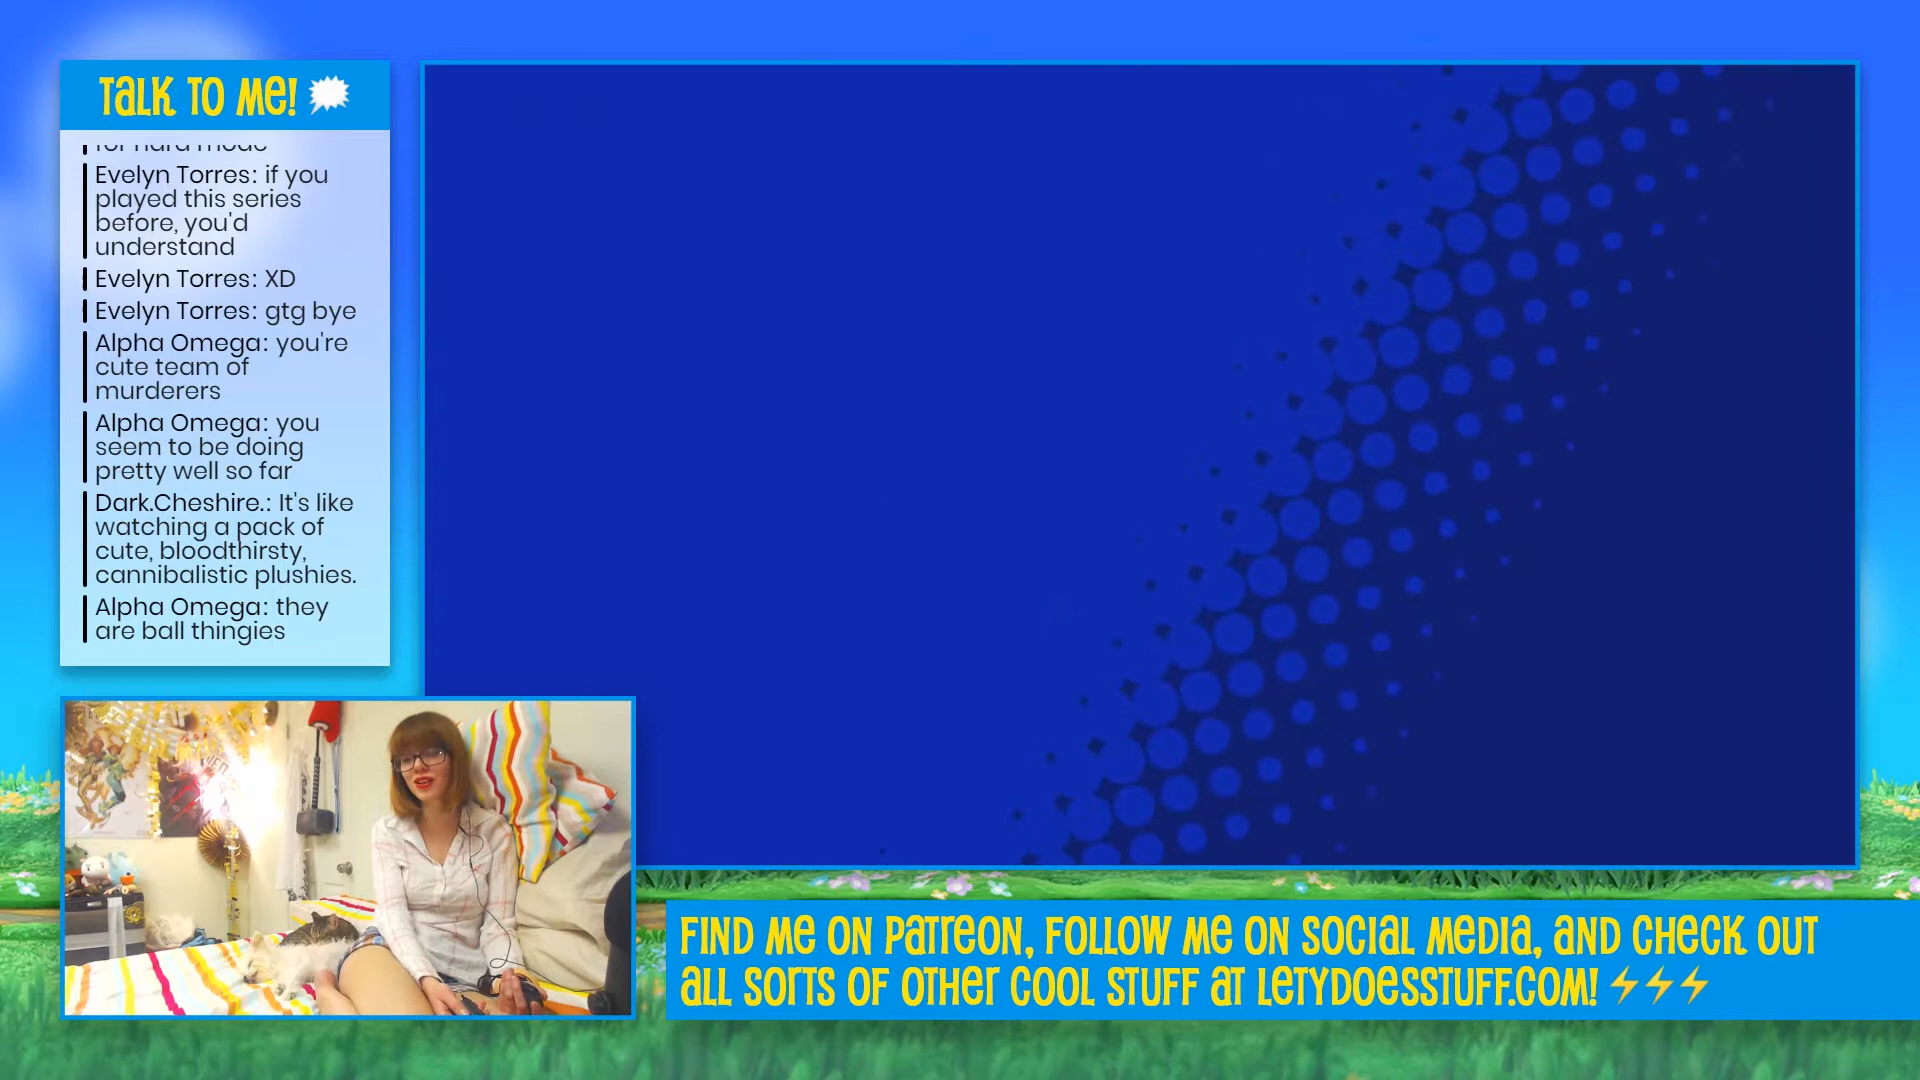 TALK TO ME!
for hard mode
Evelyn Torres: if you
played this series
before, you'd
understand
Evelyn Torres: XD
Evelyn Torres: gtg bye
Alpha Omega: you're
cute team of
murderers
Alpha Omega: you
seem to be doing
pretty well so far
Dark.Cheshire.: It's like
watching a pack of
cute, bloodthirsty,
cannibalistic plushies.
Alpha Omega: they
are ball thingies
FIND ME ON PATREON, FOLLOW ME ON SOCIAL MEDIA, AND CHECK OUT
ALL SORTS OF OTHER COOL STUFF AT LETYDOESSTUFF.COM! ⚡⚡⚡